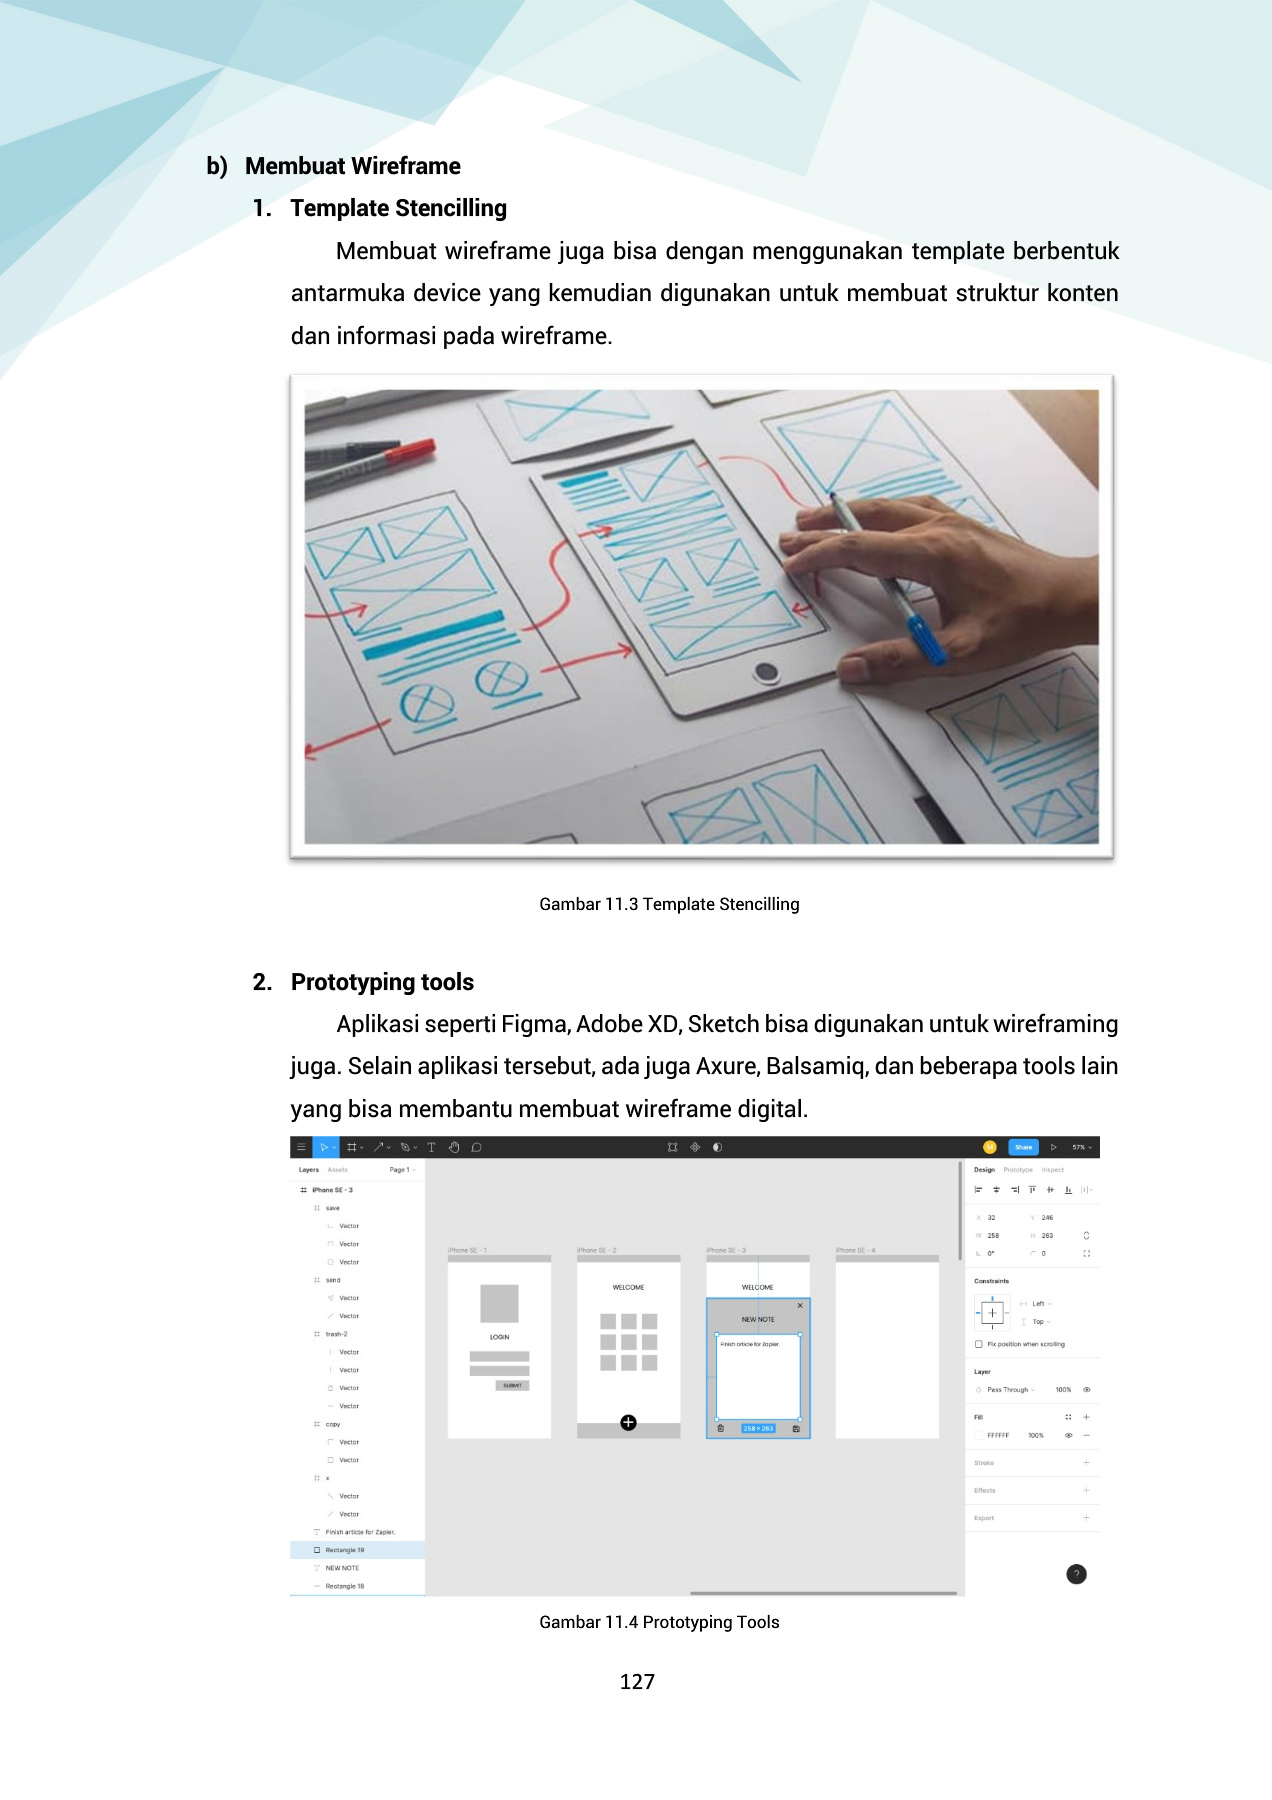 b) Membuat Wireframe
1. Template Stencilling
Membuat wireframe juga bisa dengan menggunakan template berbentuk
antarmuka device yang kemudian digunakan untuk membuat struktur konten
dan informasi pada wireframe.
Gambar 11.3 Template Stencilling
2. Prototyping tools
Aplikasi seperti Figma, Adobe XD, Sketch bisa digunakan untuk wireframing
juga. Selain aplikasi tersebut, ada juga Axure, Balsamiq, dan beberapa tools lain
yang bisa membantu membuat wireframe digital.
Share 57%
Layers Assets Page 1
iPhone SE - 3
save
Vector
Vector
Vector
send
Vector
Vector
trash-2
Vector
Vector
Vector
Vector
copy
Vector
Vector
x
Vector
Vector
Finish article for Zapier.
Rectangle 19
NEW NOTE
Rectangle 18
iPhone SE - 1
LOGIN
SUBMIT
iPhone SE - 2
WELCOME
iPhone SE - 3
WELCOME
NEW NOTE
Finish article for Zapier.
258 × 263
iPhone SE - 4
Design Prototype Inspect
X 32 Y 246
W 258 H 263
0° 0
Constraints
Left
Top
Fix position when scrolling
Layer
Pass Through 100%
Fill
FFFFFF 100%
Stroke
Effects
Export
?
Gambar 11.4 Prototyping Tools
127